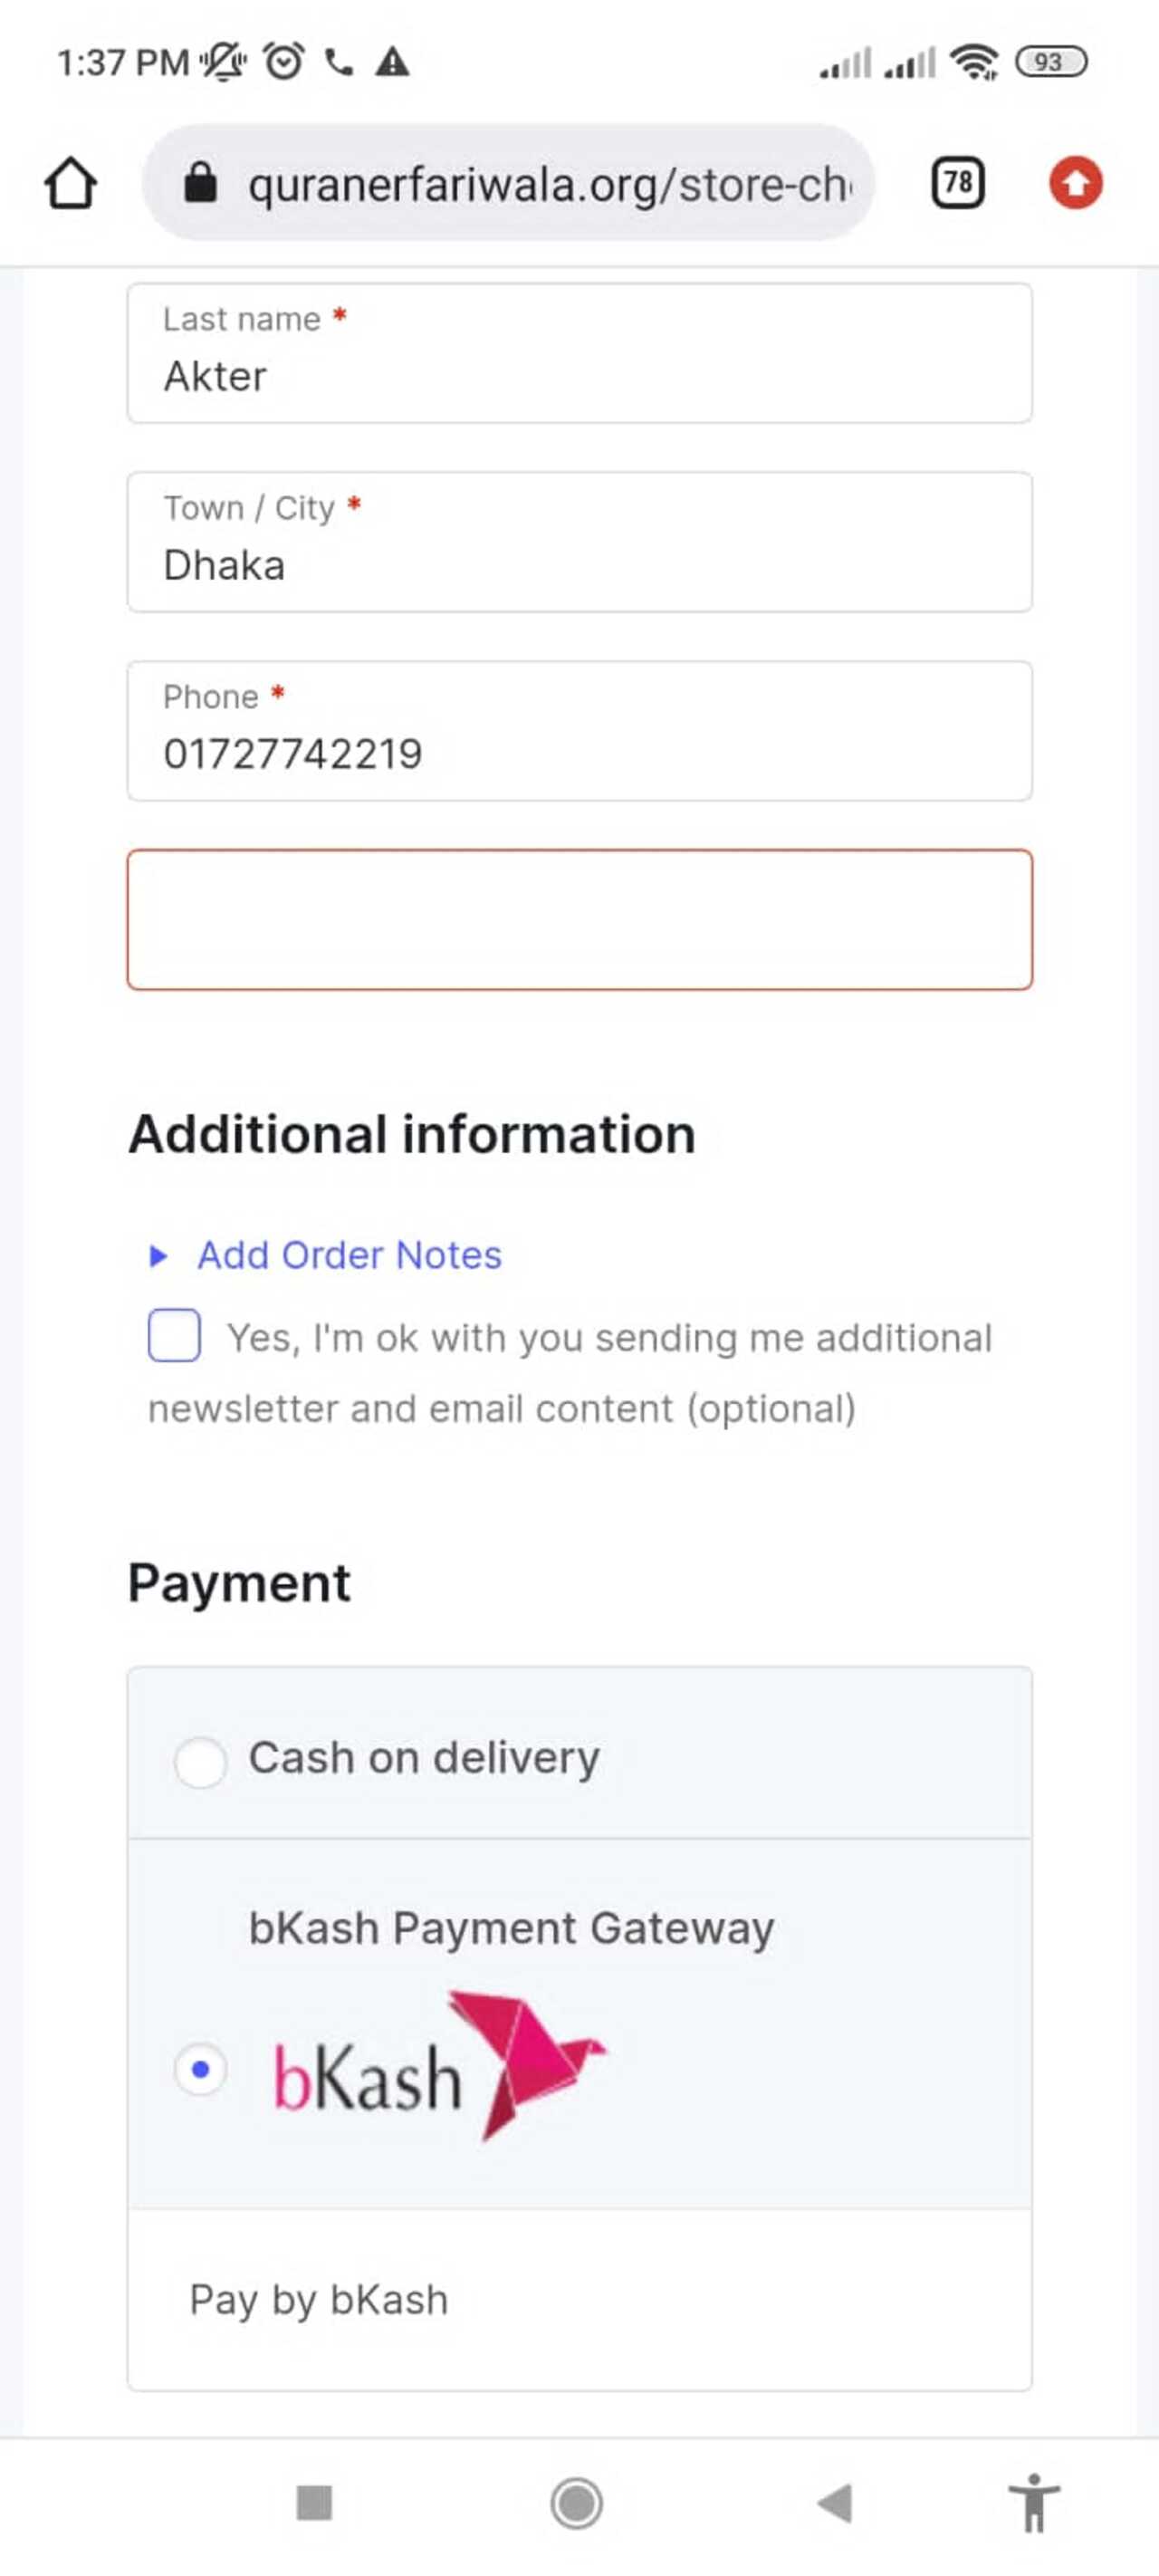 1:37 PM
93
quranerfariwala.org/store-ch
78
Last name *
Akter
Town / City *
Dhaka
Phone *
01727742219
Additional information
Add Order Notes
Yes, I'm ok with you sending me additional
newsletter and email content (optional)
Payment
Cash on delivery
bKash Payment Gateway
bKash
Pay by bKash